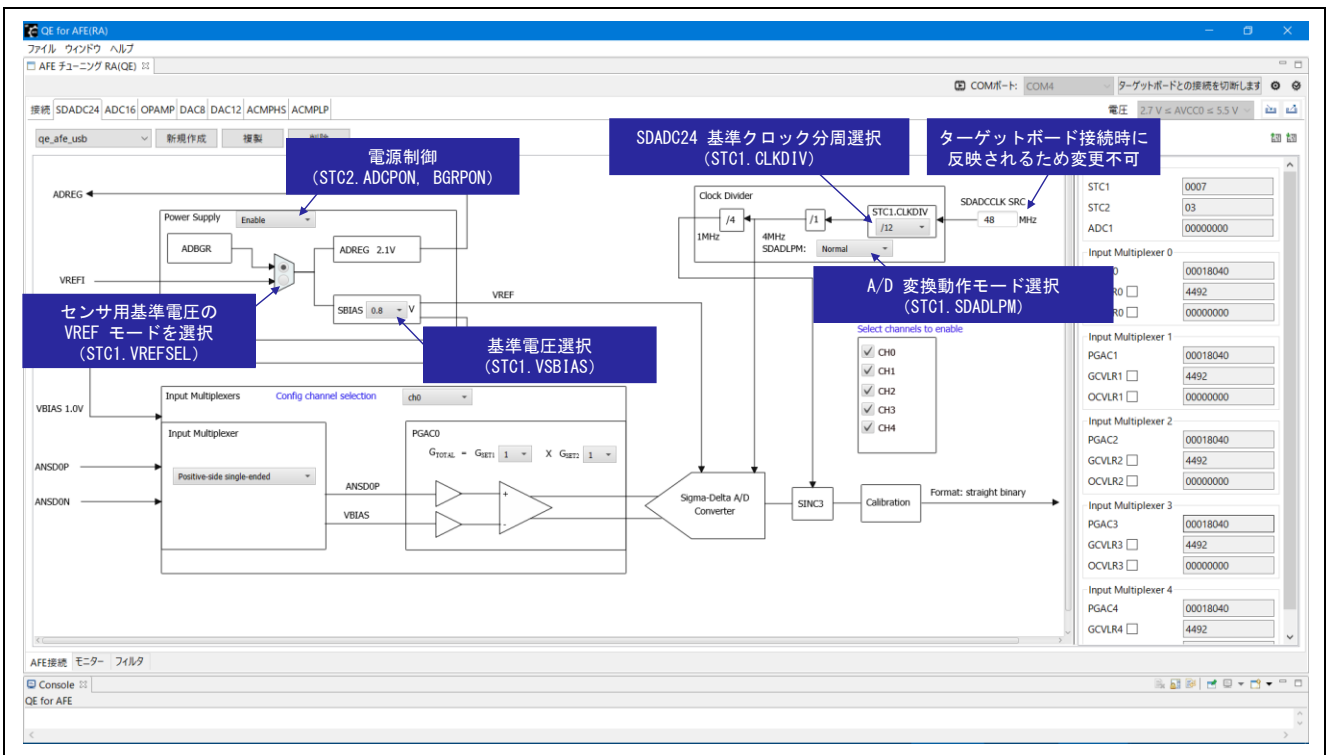 QE for AFE(RA)
ファイル ウィンドウ ヘルプ
AFE チューニング RA(QE)
COMポート: COM4 ターゲットボードとの接続を切断します
接続 SDADC24 ADC16 OPAMP DAC8 DAC12 ACMPHS ACMPLP
電圧 2.7 V ≤ AVCC0 ≤ 5.5 V
qe_afe_usb 新規作成 複製
電源制御
(STC2.ADCPON, BGRPON)
SDADC24 基準クロック分周選択
(STC1.CLKDIV)
ターゲットボード接続時に
反映されるため変更不可
ADREG
Power Supply Enable
ADBGR
ADREG 2.1V
VREFI
SBIAS 0.8 V
VREF
センサ用基準電圧の
VREF モードを選択
(STC1.VREFSEL)
基準電圧選択
(STC1.VSBIAS)
Clock Divider
/4
/1
STC1.CLKDIV
/12
SDADCCLK SRC
48 MHz
1MHz
4MHz
SDADLPM: Normal
A/D 変換動作モード選択
(STC1.SDADLPM)
Select channels to enable
CH0
CH1
CH2
CH3
CH4
VBIAS 1.0V
Input Multiplexers Config channel selection ch0
Input Multiplexer
Positive-side single-ended
ANSD0P
ANSD0N
ANSD0P
VBIAS
PGAC0
GTOTAL = GSET1 1 X GSET2 1
+
-
Sigma-Delta A/D
Converter
SINC3
Calibration
Format: straight binary
STC1 0007
STC2 03
ADC1 00000000
Input Multiplexer 0
00018040
4492
00000000
Input Multiplexer 1
PGAC1 00018040
GCVLR1 4492
OCVLR1 00000000
Input Multiplexer 2
PGAC2 00018040
GCVLR2 4492
OCVLR2 00000000
Input Multiplexer 3
PGAC3 00018040
GCVLR3 4492
OCVLR3 00000000
Input Multiplexer 4
PGAC4 00018040
GCVLR4 4492
AFE接続 モニター フィルタ
Console
QE for AFE